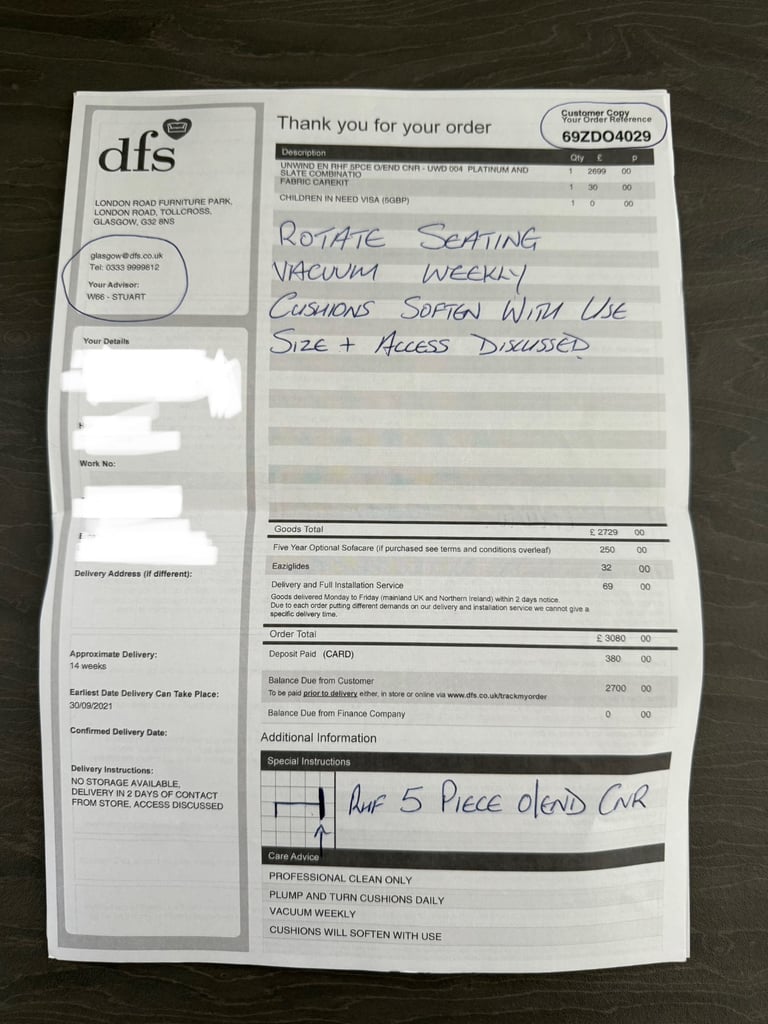 dfs
LONDON ROAD FURNITURE PARK,
LONDON ROAD, TOLLCROSS,
GLASGOW, G32 8NS
glasgow@dfs.co.uk
Tel: 0333 9999812
Your Advisor:
W66 - STUART
Your Details
Work No:
Delivery Address (if different):
Approximate Delivery:
14 weeks
Earliest Date Delivery Can Take Place:
30/09/2021
Confirmed Delivery Date:
Delivery Instructions:
NO STORAGE AVAILABLE,
DELIVERY IN 2 DAYS OF CONTACT
FROM STORE, ACCESS DISCUSSED
Thank you for your order
Customer Copy
Your Order Reference
69ZDO4029
Description Qty £ p
UNWIND EN RHF 5PCE O/END CNR - UWD 004 PLATINUM AND 1 2699 00
SLATE COMBINATIO
FABRIC CAREKIT 1 30 00
CHILDREN IN NEED VISA (5GBP) 1 0 00
ROTATE SEATING
VACUUM WEEKLY
CUSHIONS SOFTEN WITH USE
SIZE + ACCESS DISCUSSED
Goods Total £ 2729 00
Five Year Optional Sofacare (if purchased see terms and conditions overleaf) 250 00
Eaziglides 32 00
Delivery and Full Installation Service 69 00
Goods delivered Monday to Friday (mainland UK and Northern Ireland) within 2 days notice.
Due to each order putting different demands on our delivery and installation service we cannot give a
specific delivery time.
Order Total £ 3080 00
Deposit Paid (CARD) 380 00
Balance Due from Customer 2700 00
To be paid prior to delivery either, in store or online via www.dfs.co.uk/trackmyorder
Balance Due from Finance Company 0 00
Additional Information
Special Instructions
RHF 5 PIECE O/END CNR
Care Advice
PROFESSIONAL CLEAN ONLY
PLUMP AND TURN CUSHIONS DAILY
VACUUM WEEKLY
CUSHIONS WILL SOFTEN WITH USE